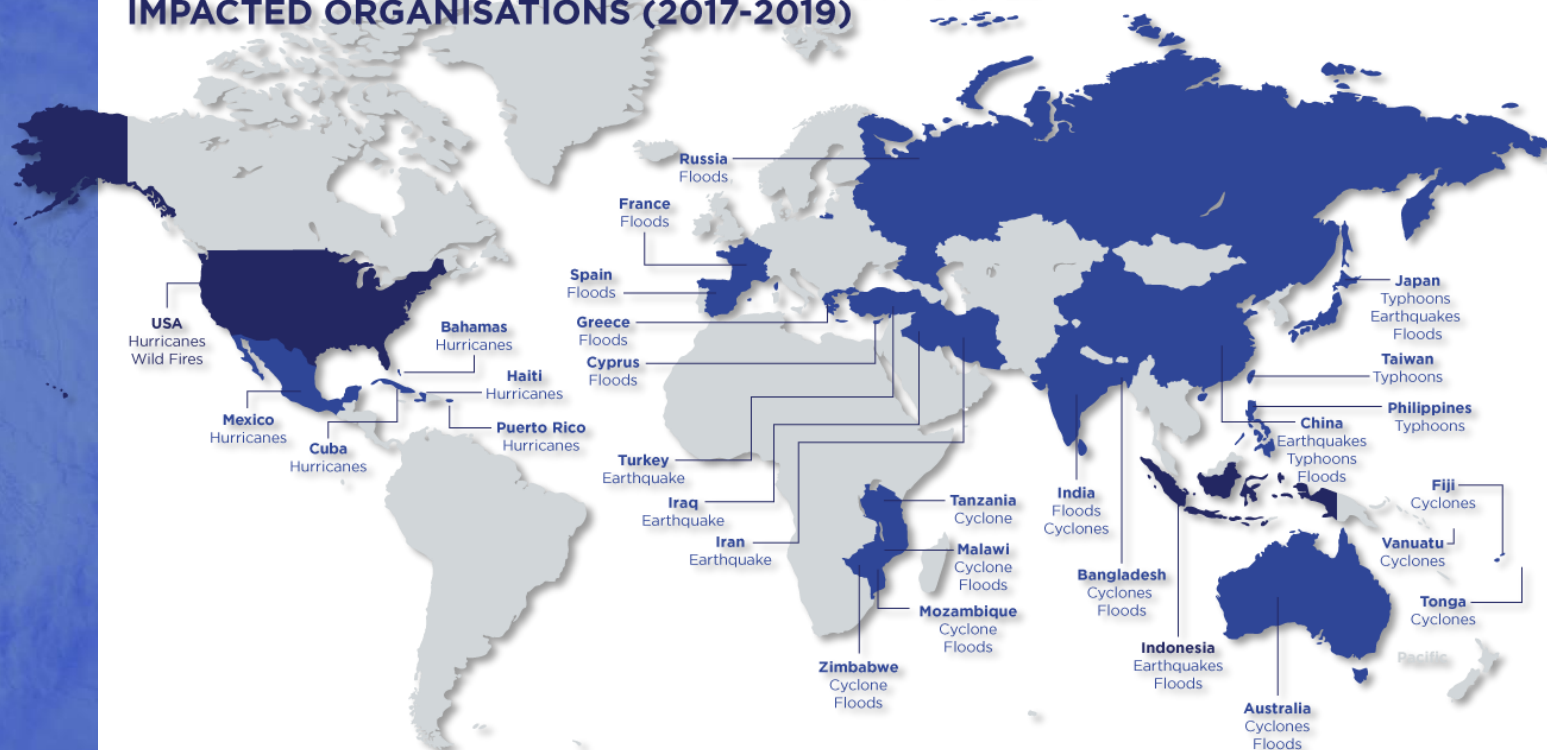 IMPACTED ORGANISATIONS (2017-2019)
Russia
Floods
France
Floods
Spain
Floods
Greece
Floods
Cyprus
Floods
Turkey
Earthquake
Iraq
Earthquake
Iran
Earthquake
USA
Hurricanes
Wild Fires
Bahamas
Hurricanes
Haiti
Hurricanes
Mexico
Hurricanes
Cuba
Hurricanes
Puerto Rico
Hurricanes
Tanzania
Cyclone
Malawi
Cyclone
Floods
Mozambique
Cyclone
Floods
Zimbabwe
Cyclone
Floods
India
Floods
Cyclones
Bangladesh
Cyclones
Floods
Indonesia
Earthquakes
Floods
Australia
Cyclones
Floods
Japan
Typhoons
Earthquakes
Floods
Taiwan
Typhoons
Philippines
Typhoons
China
Earthquakes
Typhoons
Floods
Fiji
Cyclones
Vanuatu
Cyclones
Tonga
Cyclones
Pacific